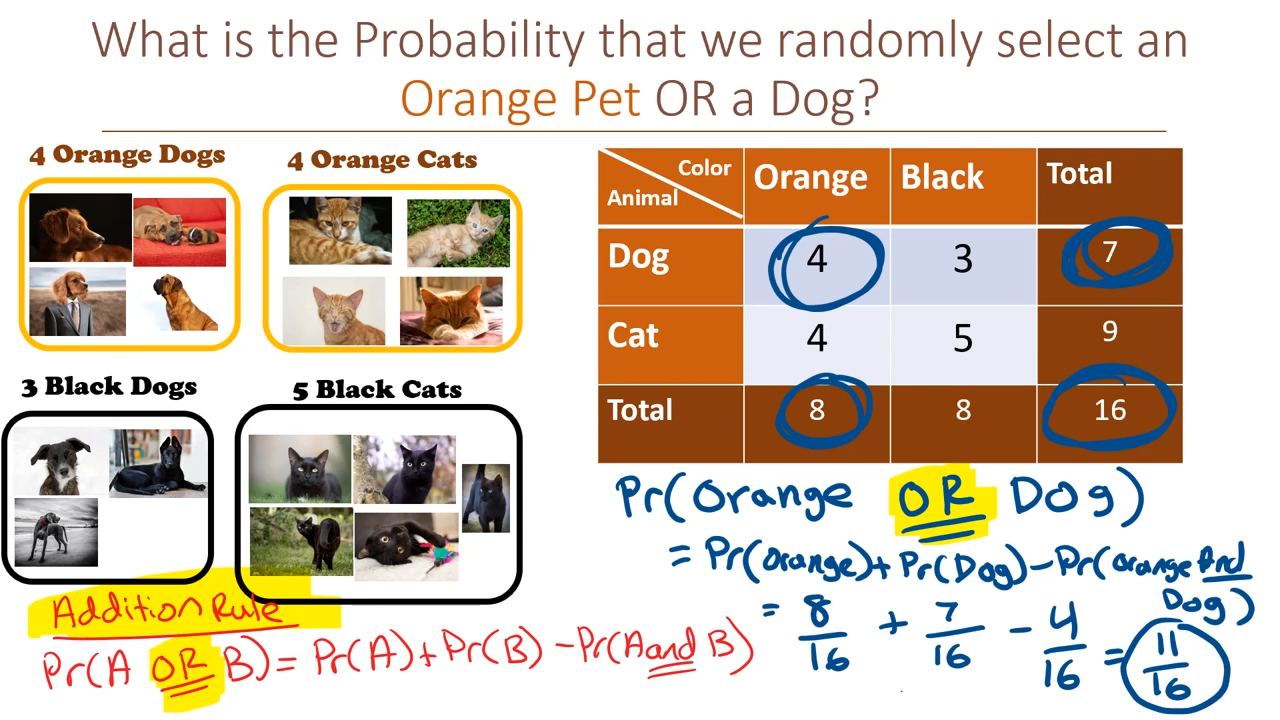 What is the Probability that we randomly select an
Orange Pet OR a Dog?
4 Orange Dogs
4 Orange Cats
3 Black Dogs
5 Black Cats
Color
Animal
Orange
Black
Total
Dog
4
3
7
Cat
4
5
9
Total
8
8
16
Pr(Orange OR Dog)
= Pr(orange) + Pr(Dog) - Pr(orange And
Dog)
= 8/16 + 7/16 - 4/16 = 11/16
Addition Rule
Pr(A OR B) = Pr(A) + Pr(B) - Pr(A and B)